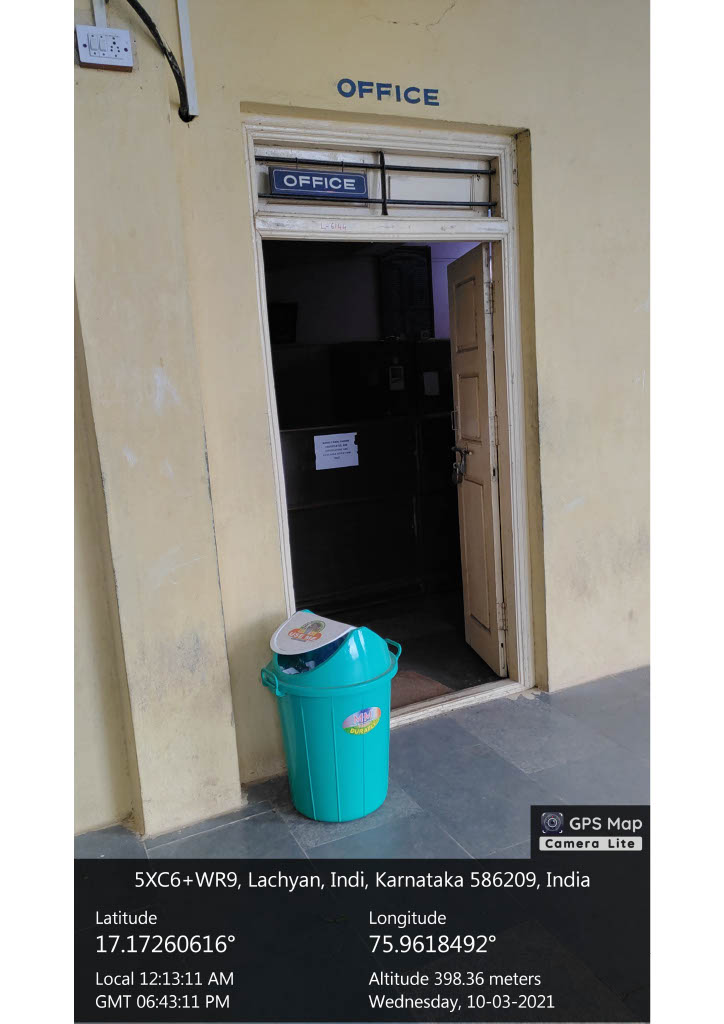 OFFICE
OFFICE
GPS Map
Camera Lite
5XC6+WR9, Lachyan, Indi, Karnataka 586209, India
Latitude
17.17260616°
Longitude
75.9618492°
Local 12:13:11 AM
GMT 06:43:11 PM
Altitude 398.36 meters
Wednesday, 10-03-2021